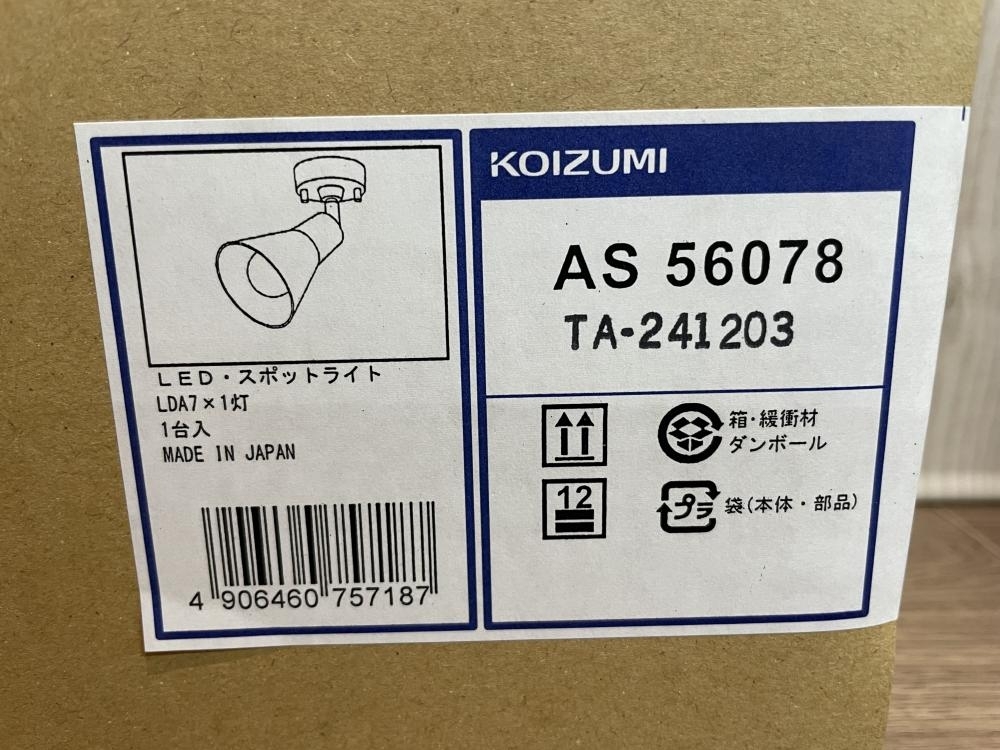 LED・スポットライト
LDA7×1灯
1台入
MADE IN JAPAN
4 906460 757187
KOIZUMI
AS 56078
TA-241203
箱・緩衝材
ダンボール
12
プラ
袋(本体・部品)